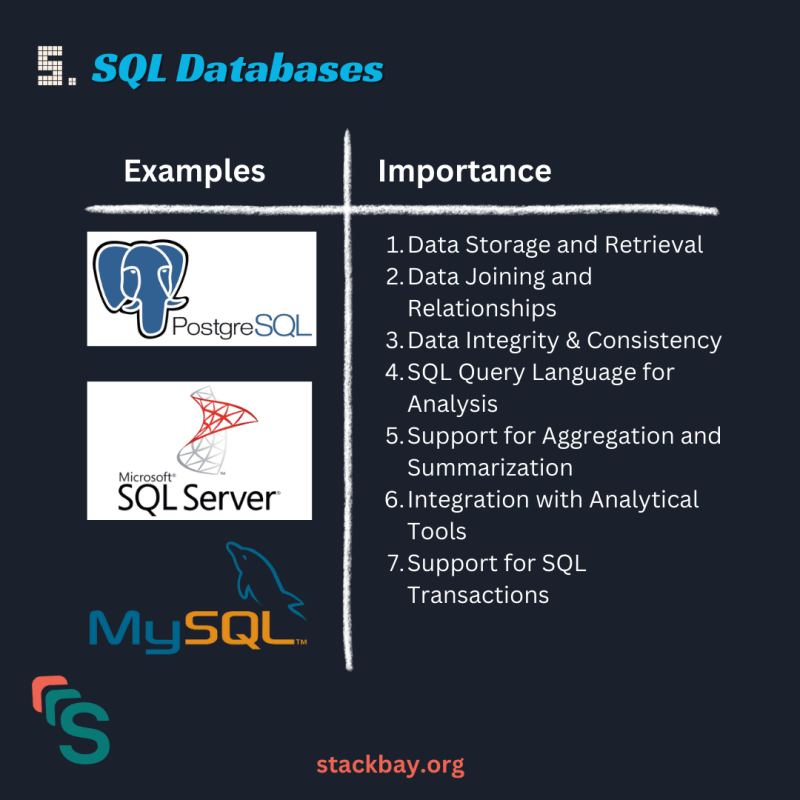 5. SQL Databases
Examples
Importance
PostgreSQL
Microsoft®
SQL Server®
MySQL™
1. Data Storage and Retrieval
2. Data Joining and
Relationships
3. Data Integrity & Consistency
4. SQL Query Language for
Analysis
5. Support for Aggregation and
Summarization
6. Integration with Analytical
Tools
7. Support for SQL
Transactions
S
stackbay.org